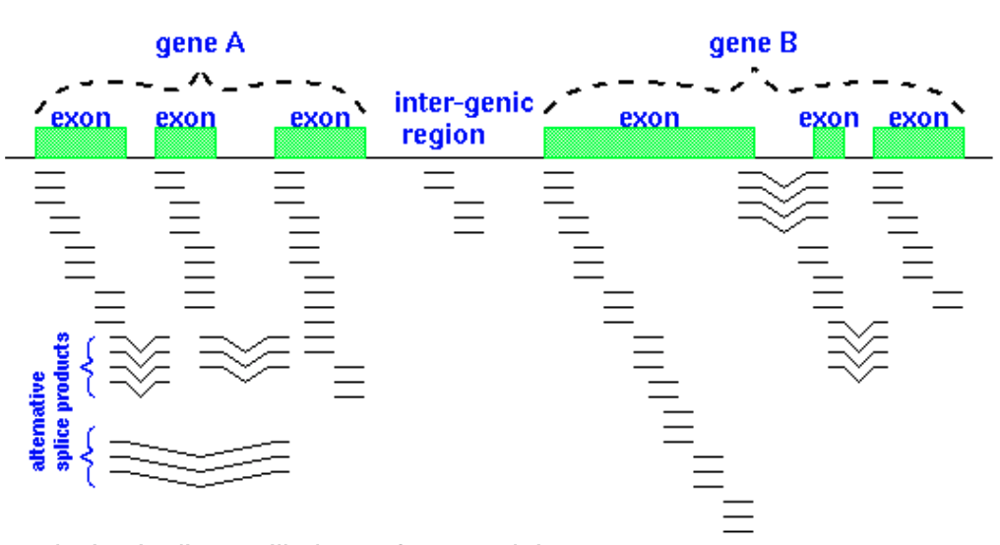 gene A
gene B
exon
exon
exon
inter-genic
region
exon
exon
exon
alternative
splice products